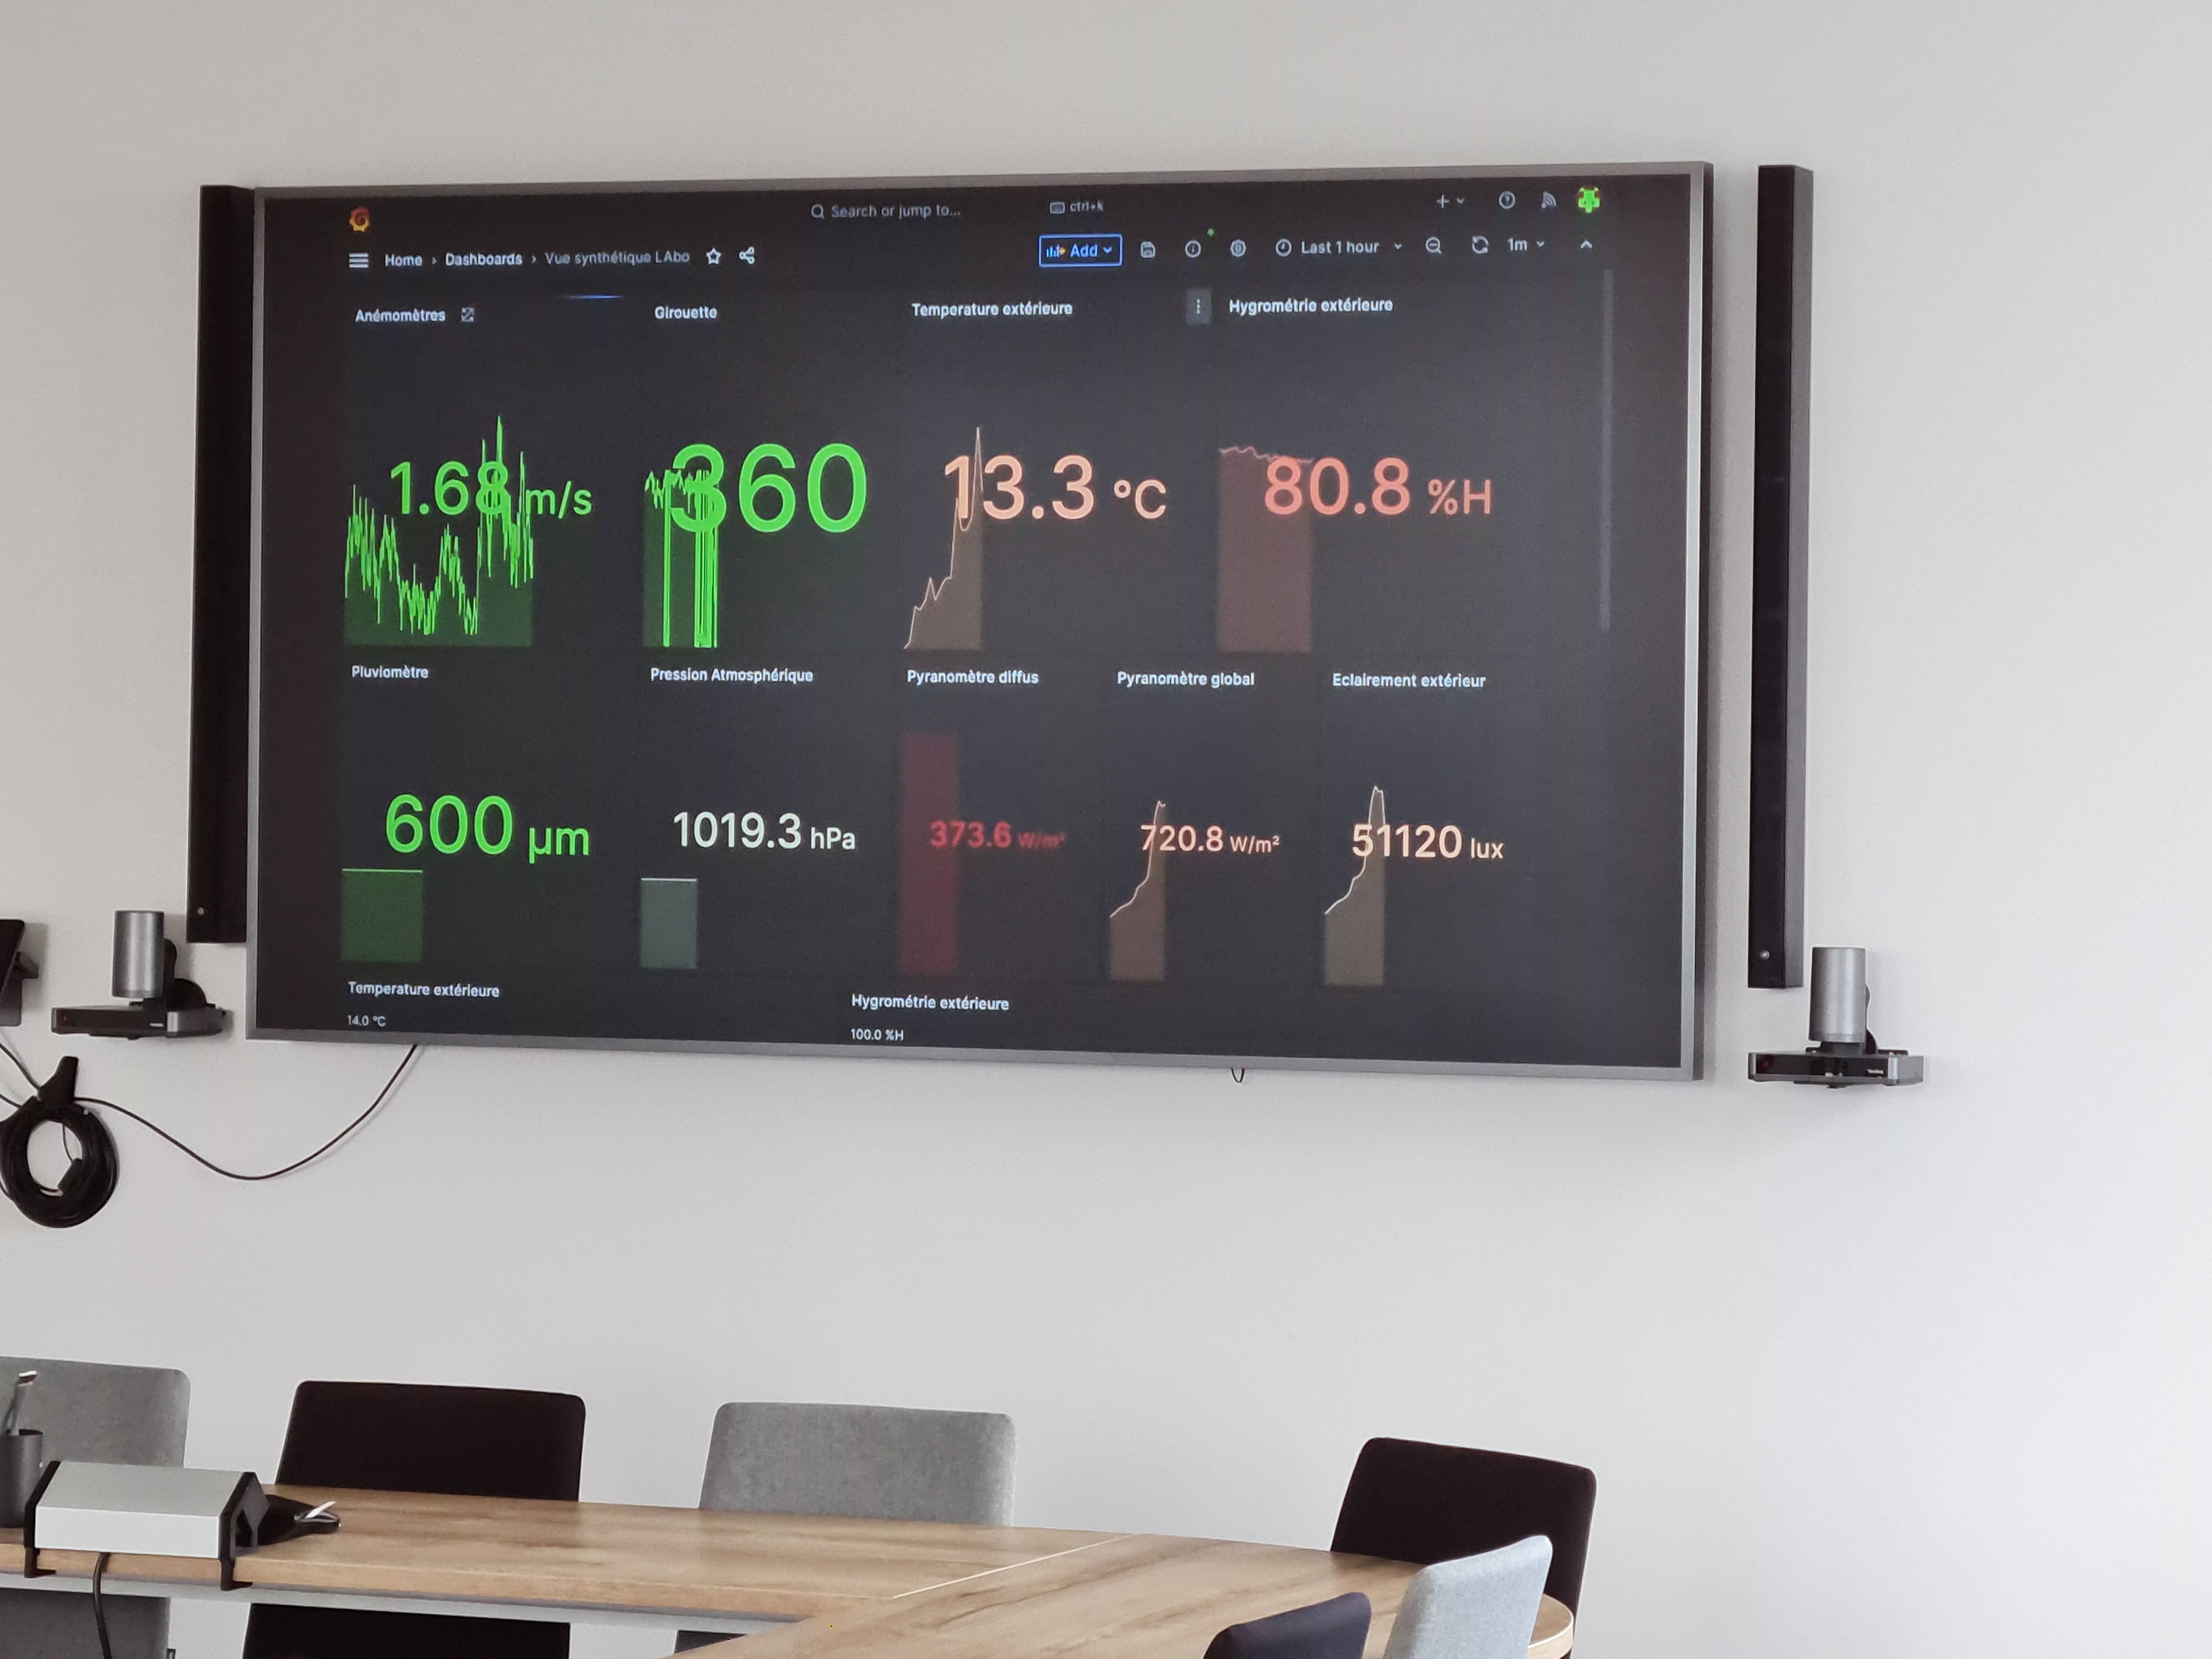 Search or jump to...
ctrl+k
Home › Dashboards › Vue synthétique LAbo
Add
Last 1 hour
1m
Anémomètres
Girouette
Temperature extérieure
Hygrométrie extérieure
1.68 m/s
360
13.3 °C
80.8 %H
Pluviomètre
Pression Atmosphérique
Pyranomètre diffus
Pyranomètre global
Eclairement extérieur
600 µm
1019.3 hPa
373.6 W/m²
720.8 W/m²
51120 lux
Temperature extérieure
Hygrométrie extérieure
14.0 °C
100.0 %H